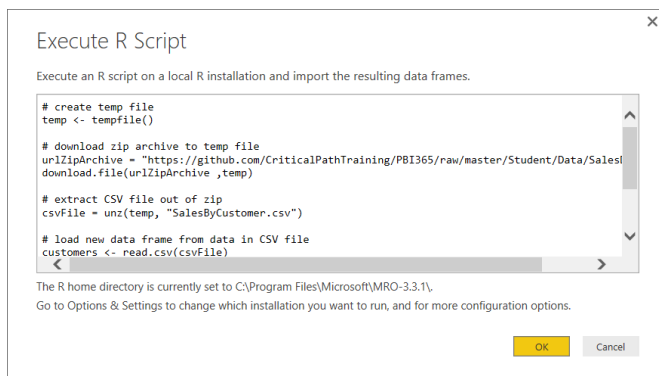 Execute R Script
Execute an R script on a local R installation and import the resulting data frames.
# create temp file
temp <- tempfile()
# download zip archive to temp file
urlZipArchive = "https://github.com/CriticalPathTraining/PBI365/raw/master/Student/Data/Sales
download.file(urlZipArchive ,temp)
# extract CSV file out of zip
csvFile = unz(temp, "SalesByCustomer.csv")
# load new data frame from data in CSV file
customers <- read.csv(csvFile)
The R home directory is currently set to C:\Program Files\Microsoft\MRO-3.3.1\.
Go to Options & Settings to change which installation you want to run, and for more configuration options.
OK
Cancel